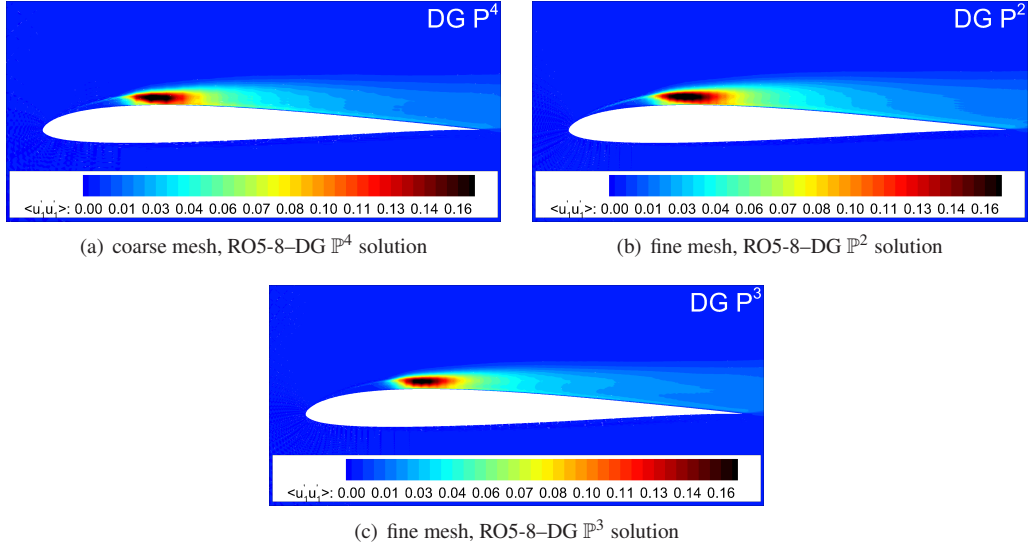 DG P⁴
<u'₁u'₁>: 0.00 0.01 0.03 0.04 0.06 0.07 0.08 0.10 0.11 0.13 0.14 0.16
(a) coarse mesh, RO5-8–DG ℙ⁴ solution
DG P²
<u'₁u'₁>: 0.00 0.01 0.03 0.04 0.06 0.07 0.08 0.10 0.11 0.13 0.14 0.16
(b) fine mesh, RO5-8–DG ℙ² solution
DG P³
<u'₁u'₁>: 0.00 0.01 0.03 0.04 0.06 0.07 0.08 0.10 0.11 0.13 0.14 0.16
(c) fine mesh, RO5-8–DG ℙ³ solution